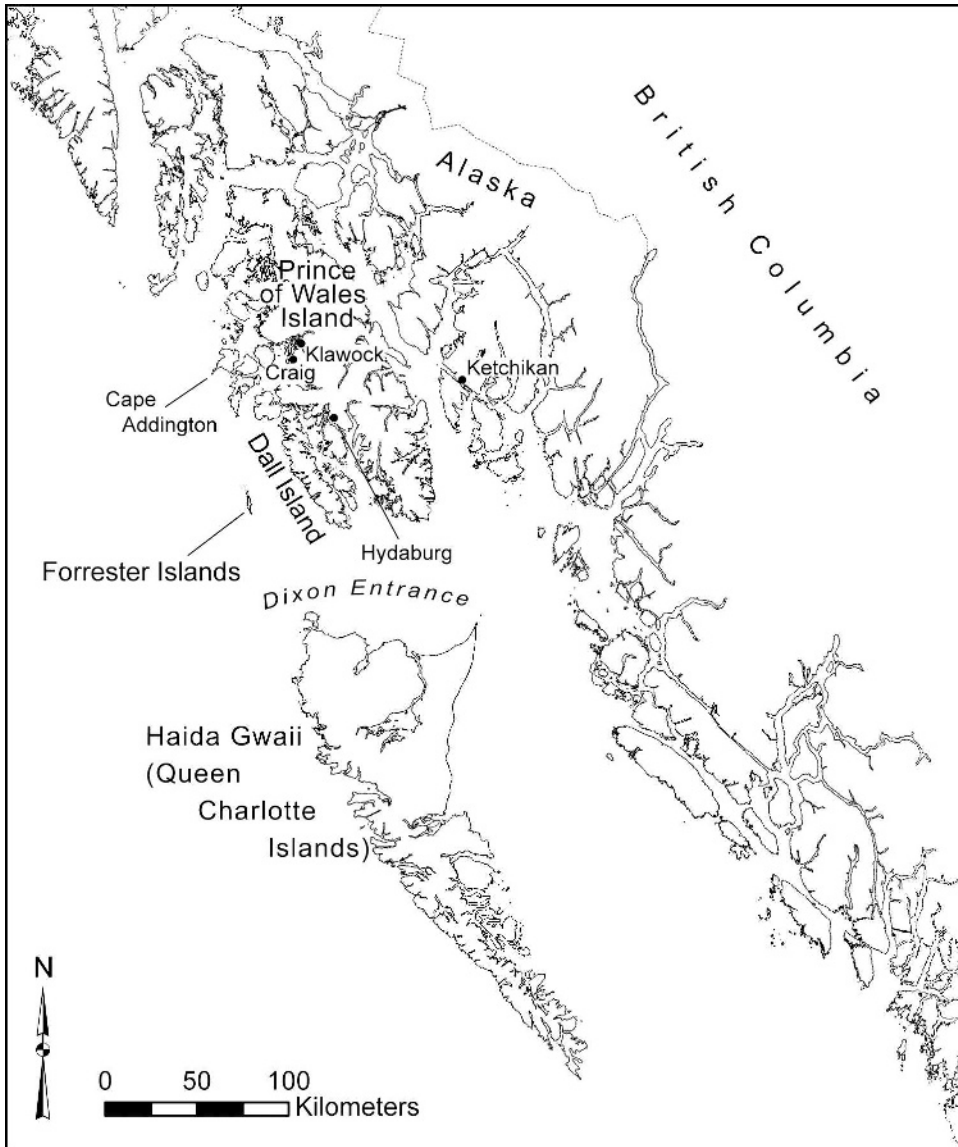 British Columbia
Alaska
Prince
of Wales
Island
Klawock
Craig
Ketchikan
Cape
Addington
Dall Island
Hydaburg
Forrester Islands
Dixon Entrance
Haida Gwaii
(Queen
Charlotte
Islands)
N
0 50 100
Kilometers